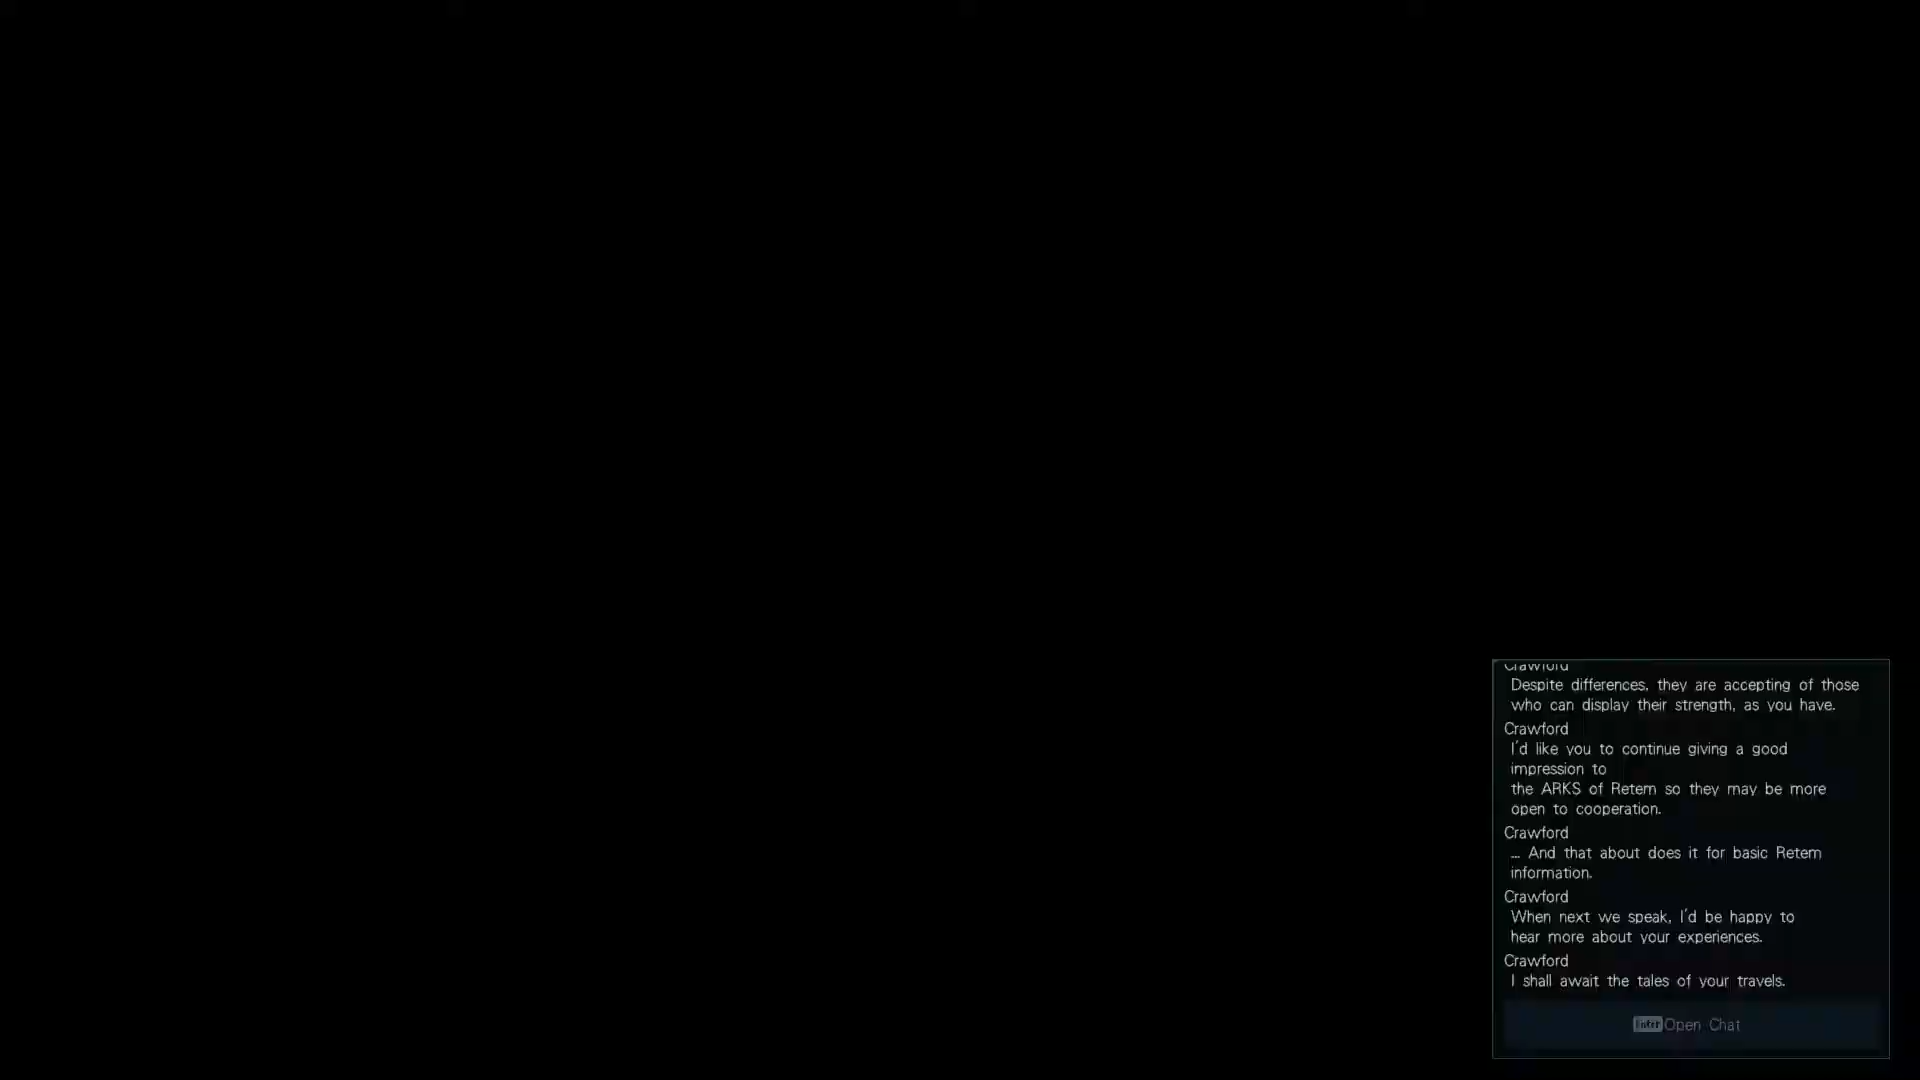 Crawford
Despite differences, they are accepting of those
who can display their strength, as you have.
Crawford
I'd like you to continue giving a good
impression to
the ARKS of Retem so they may be more
open to cooperation.
Crawford
... And that about does it for basic Retem
information.
Crawford
When next we speak, I'd be happy to
hear more about your experiences.
Crawford
I shall await the tales of your travels.
Enter Open Chat